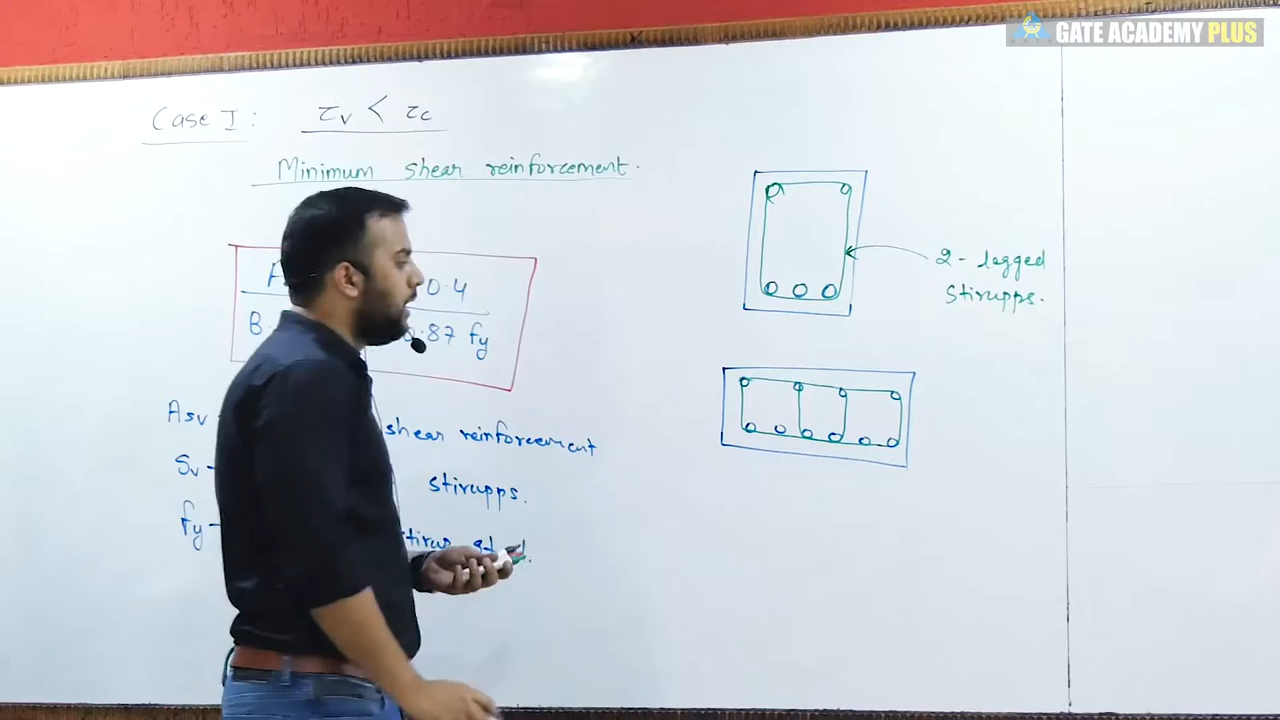 GATE ACADEMY PLUS
Case I: τv < τc
Minimum shear reinforcement.
0.4
B.
0.87 fy
Asv - shear reinforcement
Sv - stirupps.
fy -
2-legged
stirupps.